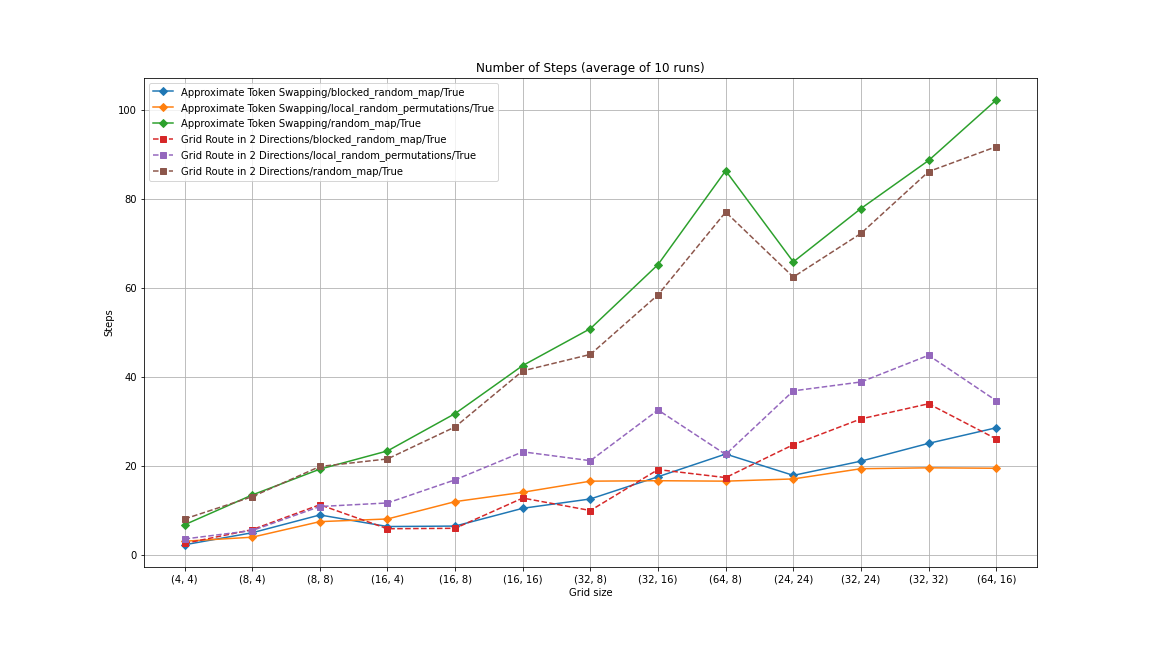 Number of Steps (average of 10 runs)
Approximate Token Swapping/blocked_random_map/True
Approximate Token Swapping/local_random_permutations/True
Approximate Token Swapping/random_map/True
Grid Route in 2 Directions/blocked_random_map/True
Grid Route in 2 Directions/local_random_permutations/True
Grid Route in 2 Directions/random_map/True
100
80
60
40
20
0
Steps
(4, 4) (8, 4) (8, 8) (16, 4) (16, 8) (16, 16) (32, 8) (32, 16) (64, 8) (24, 24) (32, 24) (32, 32) (64, 16)
Grid size